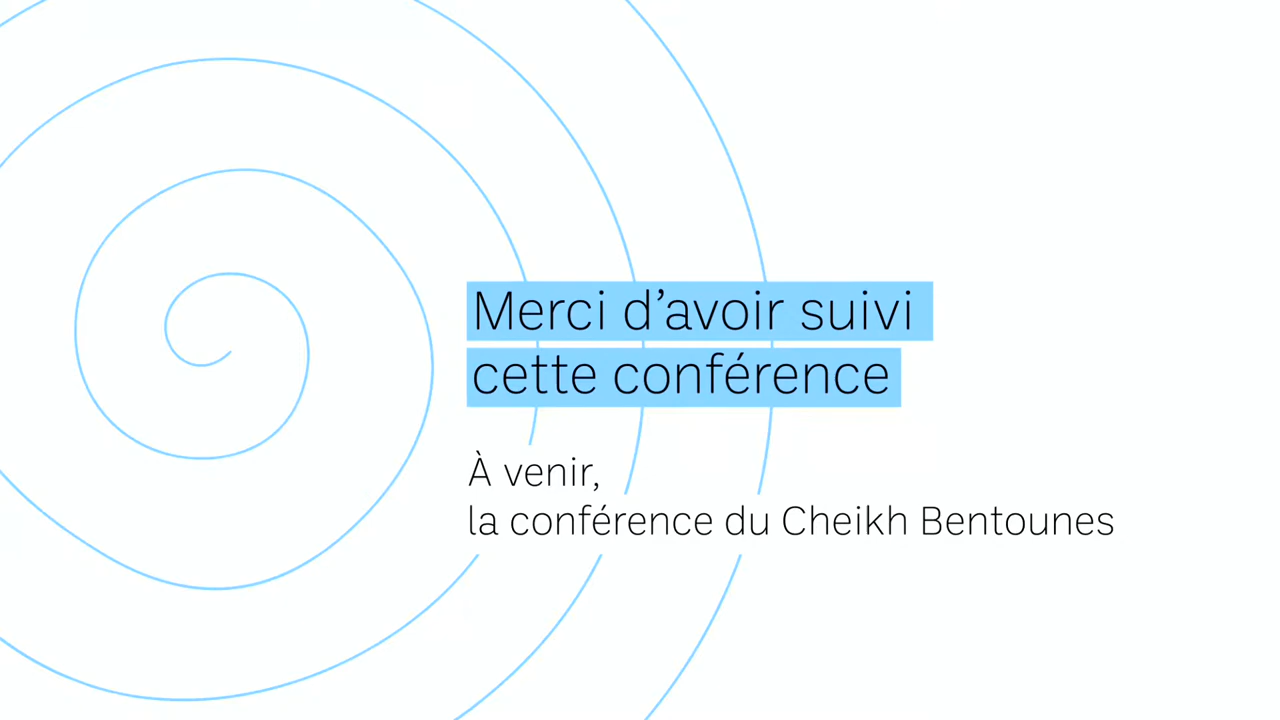 Merci d’avoir suivi
cette conférence
À venir,
la conférence du Cheikh Bentounes